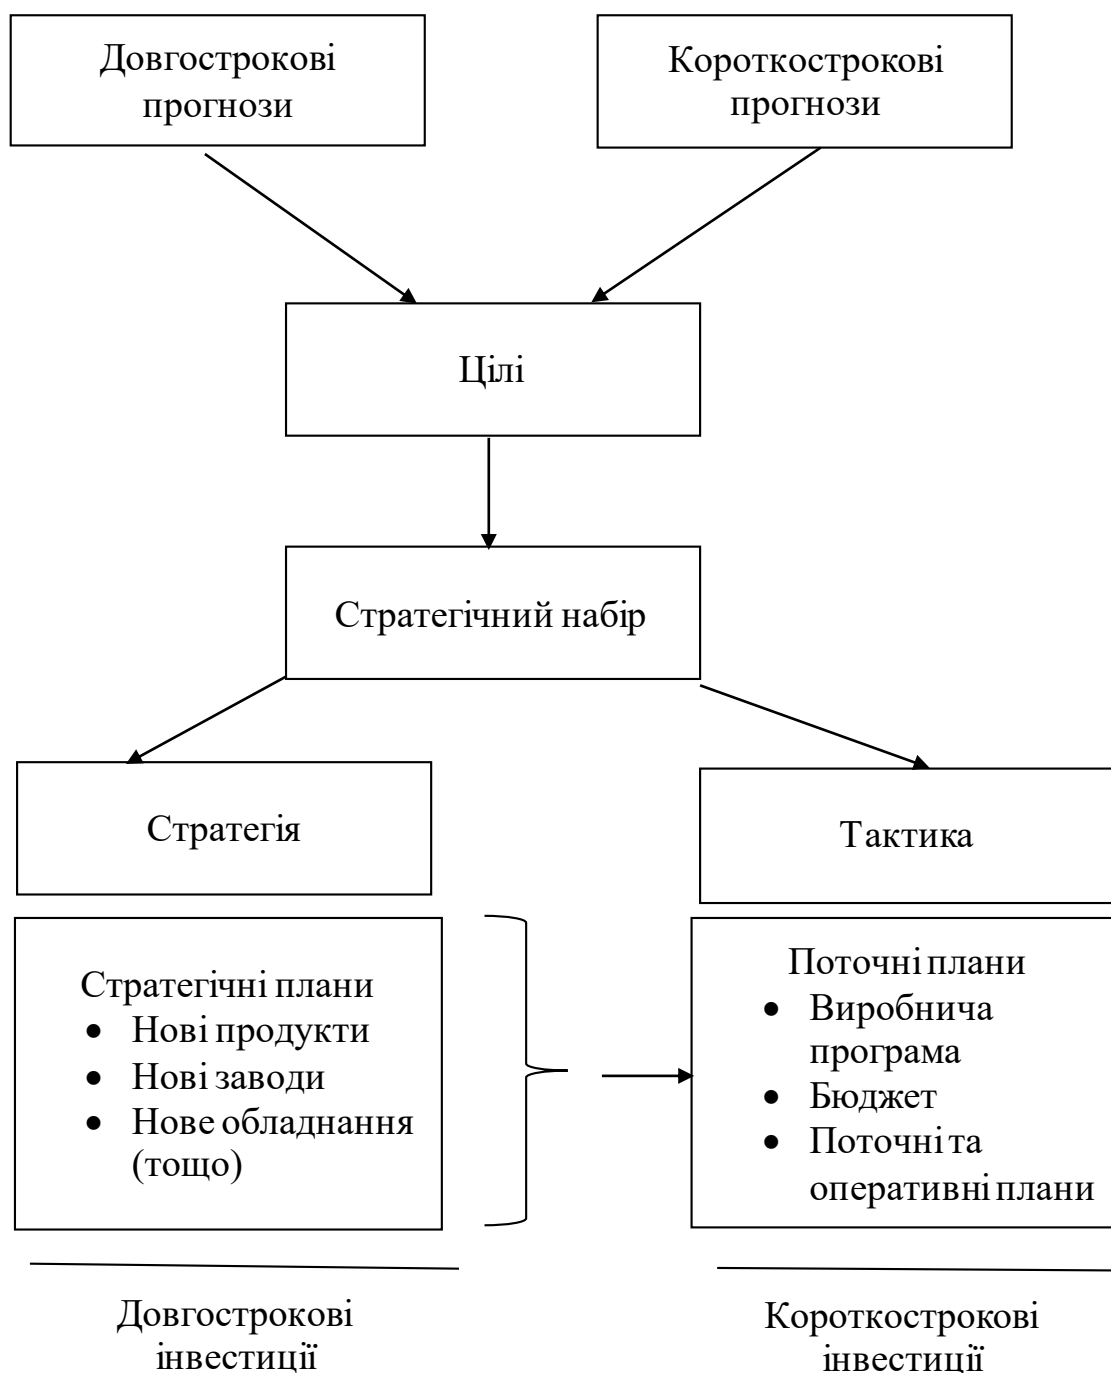 Довгострокові
прогнози
Короткострокові
прогнози
Цілі
Стратегічний набір
Стратегія
Тактика
Стратегічні плани
• Нові продукти
• Нові заводи
• Нове обладнання
(тощо)
Поточні плани
• Виробнича
програма
• Бюджет
• Поточні та
оперативні плани
Довгострокові
інвестиції
Короткострокові
інвестиції